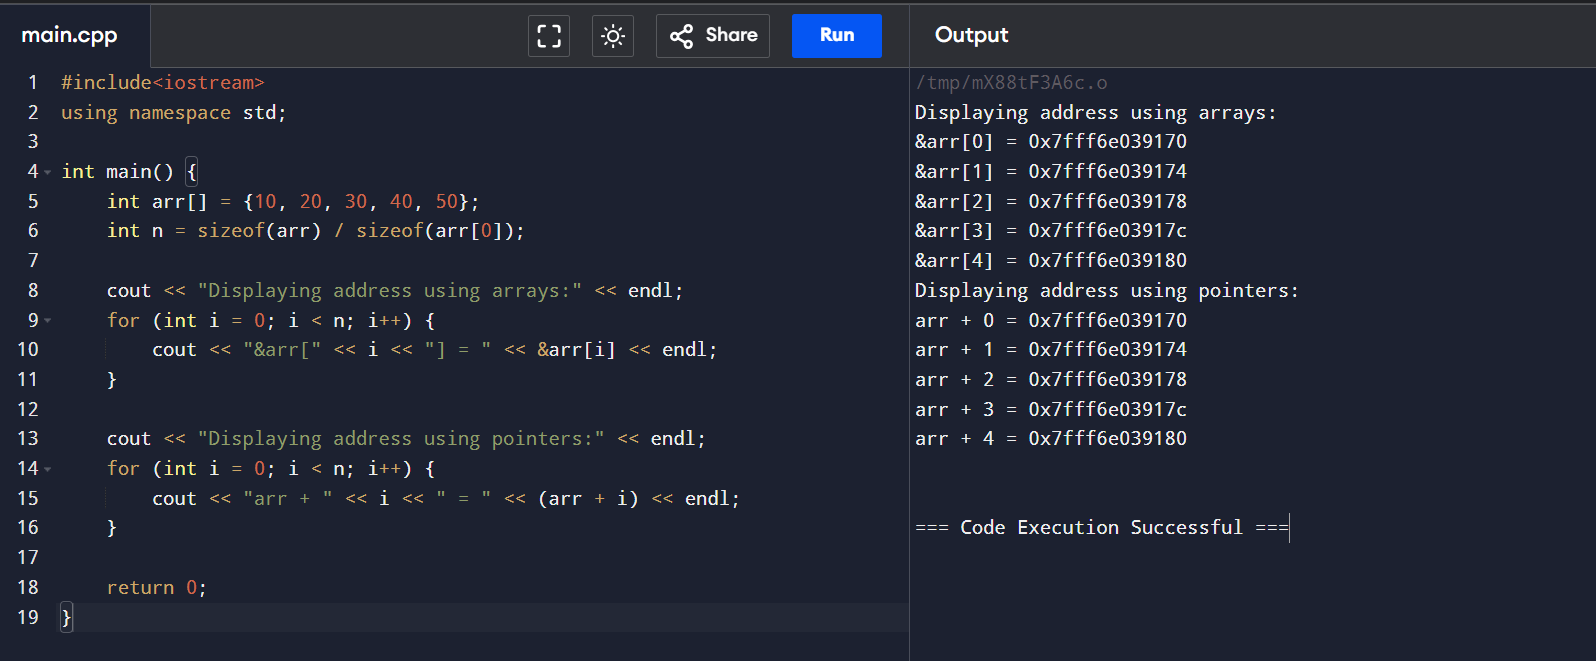 main.cpp
Share
Run
Output
1 #include<iostream>
2 using namespace std;
3
4 int main() {
5     int arr[] = {10, 20, 30, 40, 50};
6     int n = sizeof(arr) / sizeof(arr[0]);
7
8     cout << "Displaying address using arrays:" << endl;
9     for (int i = 0; i < n; i++) {
10         cout << "&arr[" << i << "] = " << &arr[i] << endl;
11     }
12
13     cout << "Displaying address using pointers:" << endl;
14     for (int i = 0; i < n; i++) {
15         cout << "arr + " << i << " = " << (arr + i) << endl;
16     }
17
18     return 0;
19 }
/tmp/mX88tF3A6c.o
Displaying address using arrays:
&arr[0] = 0x7fff6e039170
&arr[1] = 0x7fff6e039174
&arr[2] = 0x7fff6e039178
&arr[3] = 0x7fff6e03917c
&arr[4] = 0x7fff6e039180
Displaying address using pointers:
arr + 0 = 0x7fff6e039170
arr + 1 = 0x7fff6e039174
arr + 2 = 0x7fff6e039178
arr + 3 = 0x7fff6e03917c
arr + 4 = 0x7fff6e039180
=== Code Execution Successful ===